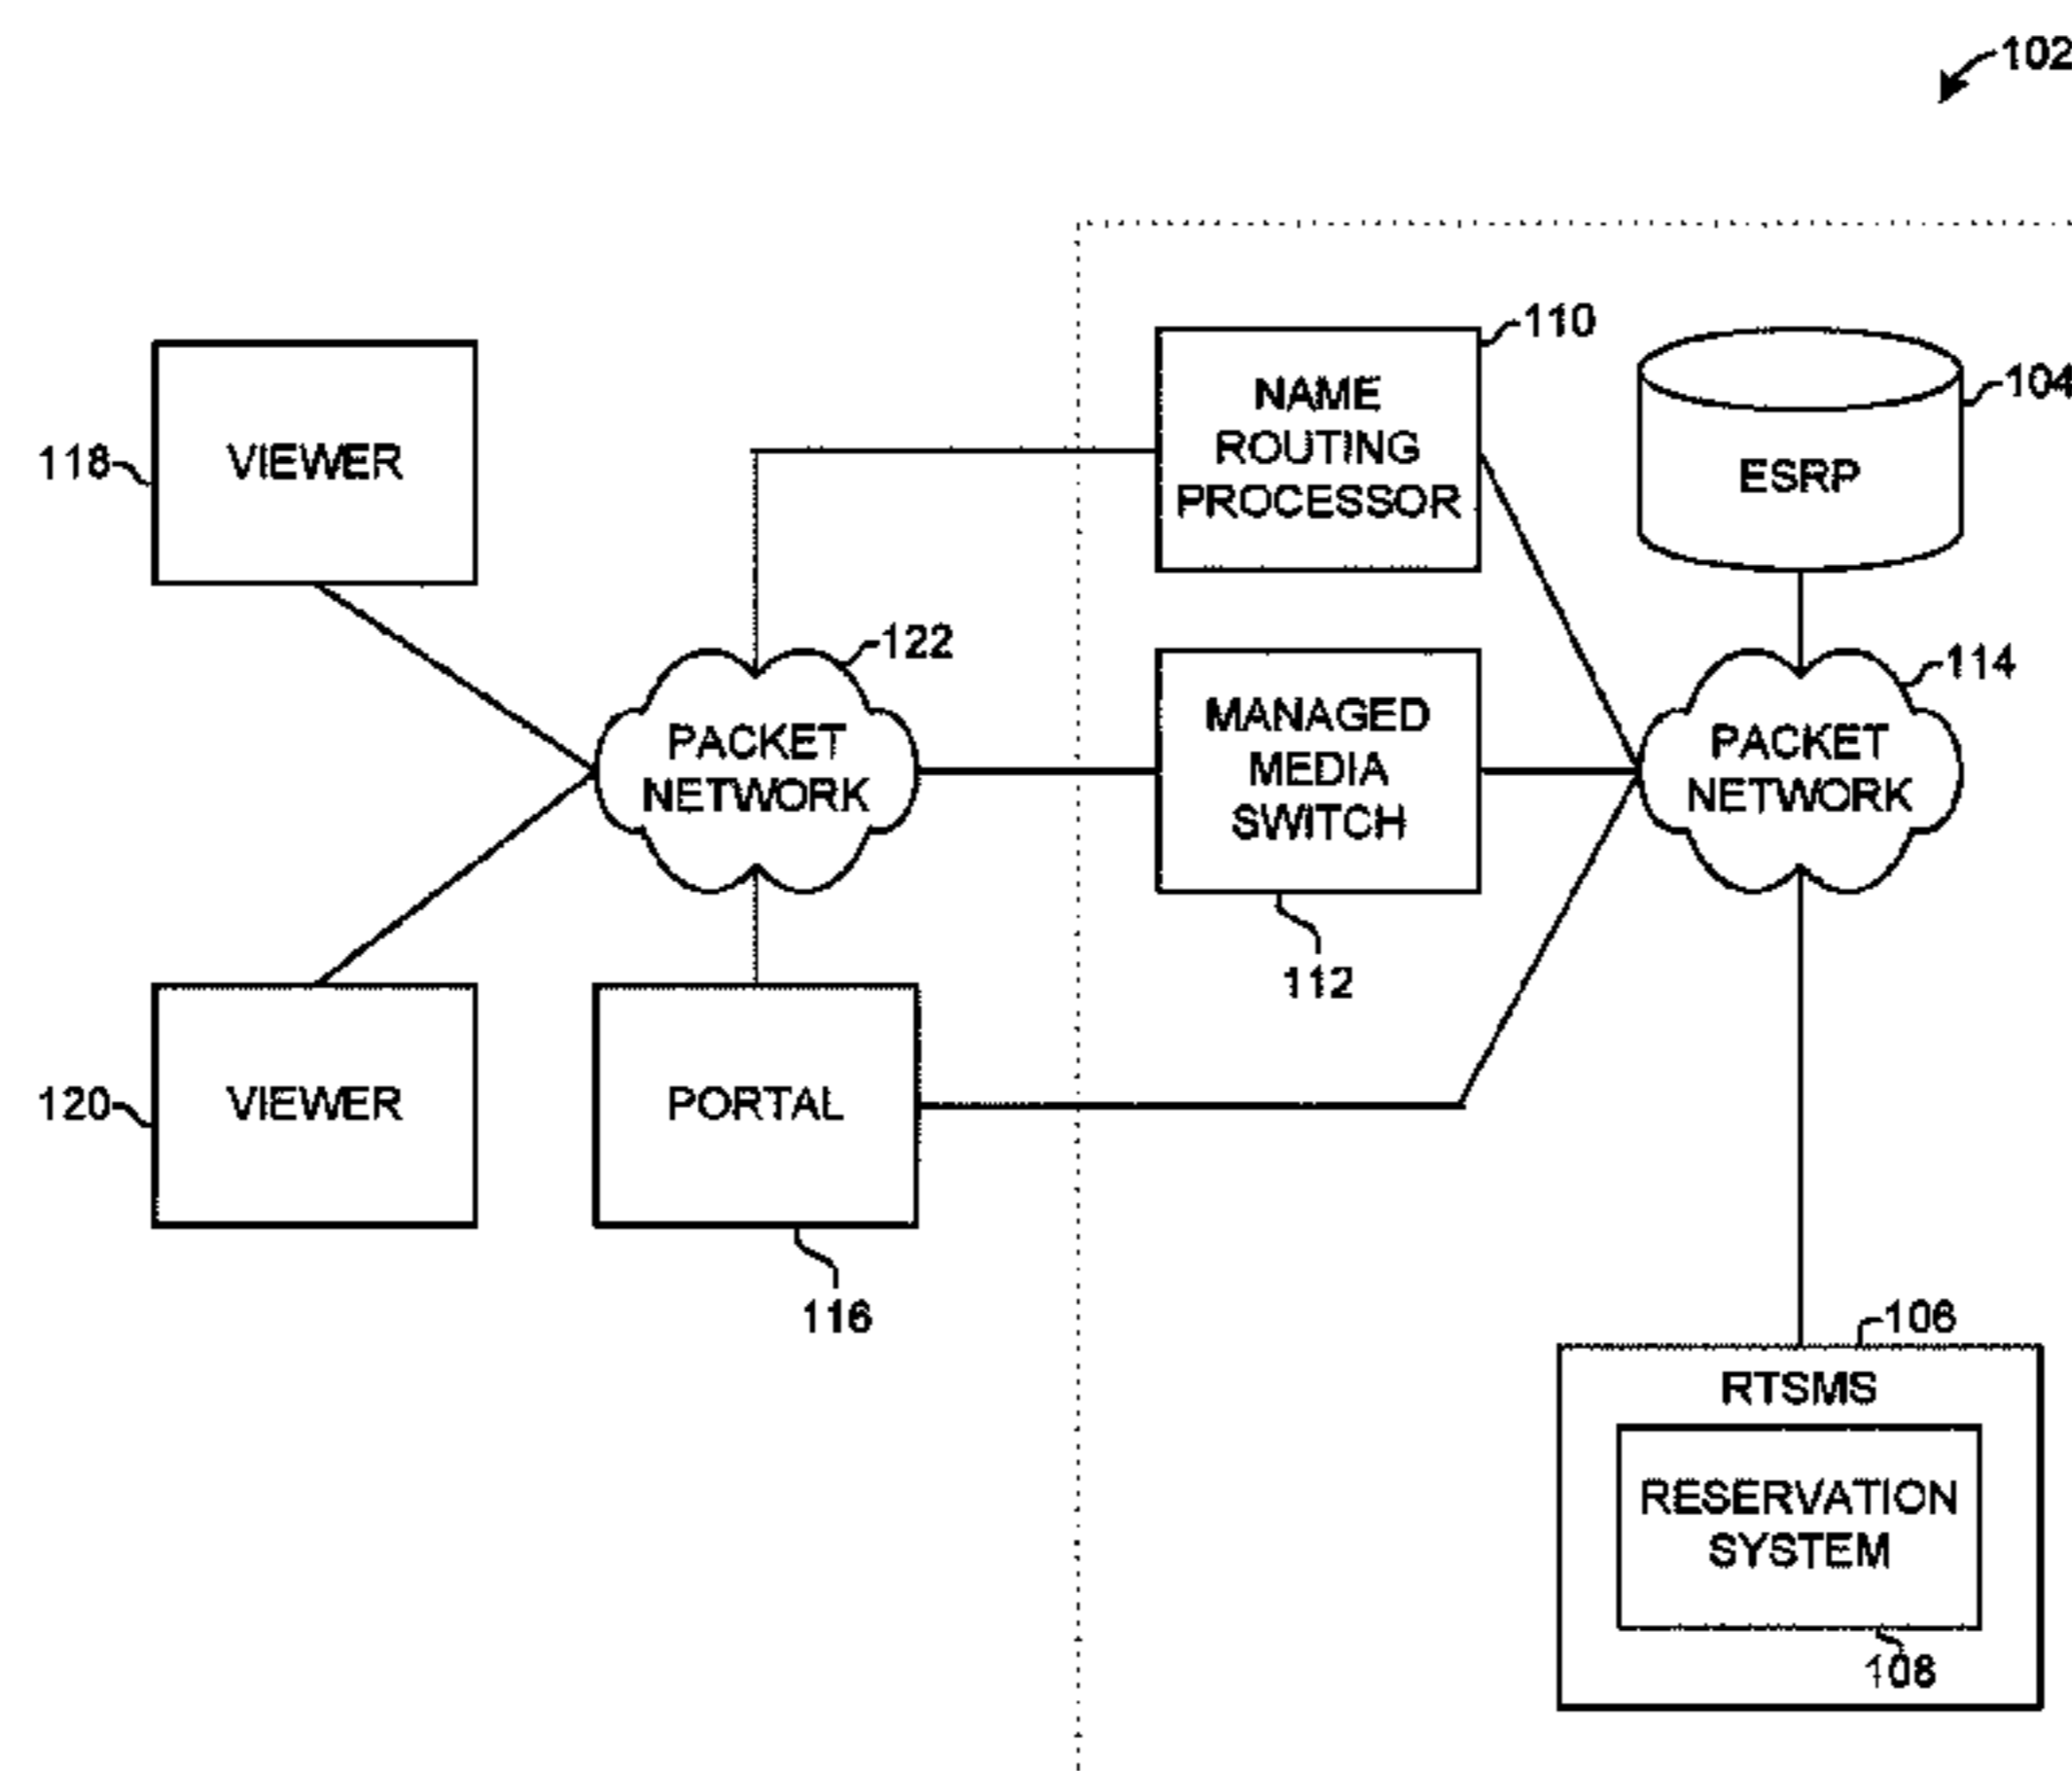 102
110
NAME
ROUTING
PROCESSOR
104
ESRP
118
VIEWER
122
PACKET
NETWORK
MANAGED
MEDIA
SWITCH
112
114
PACKET
NETWORK
120
VIEWER
PORTAL
116
106
RTSMS
RESERVATION
SYSTEM
108